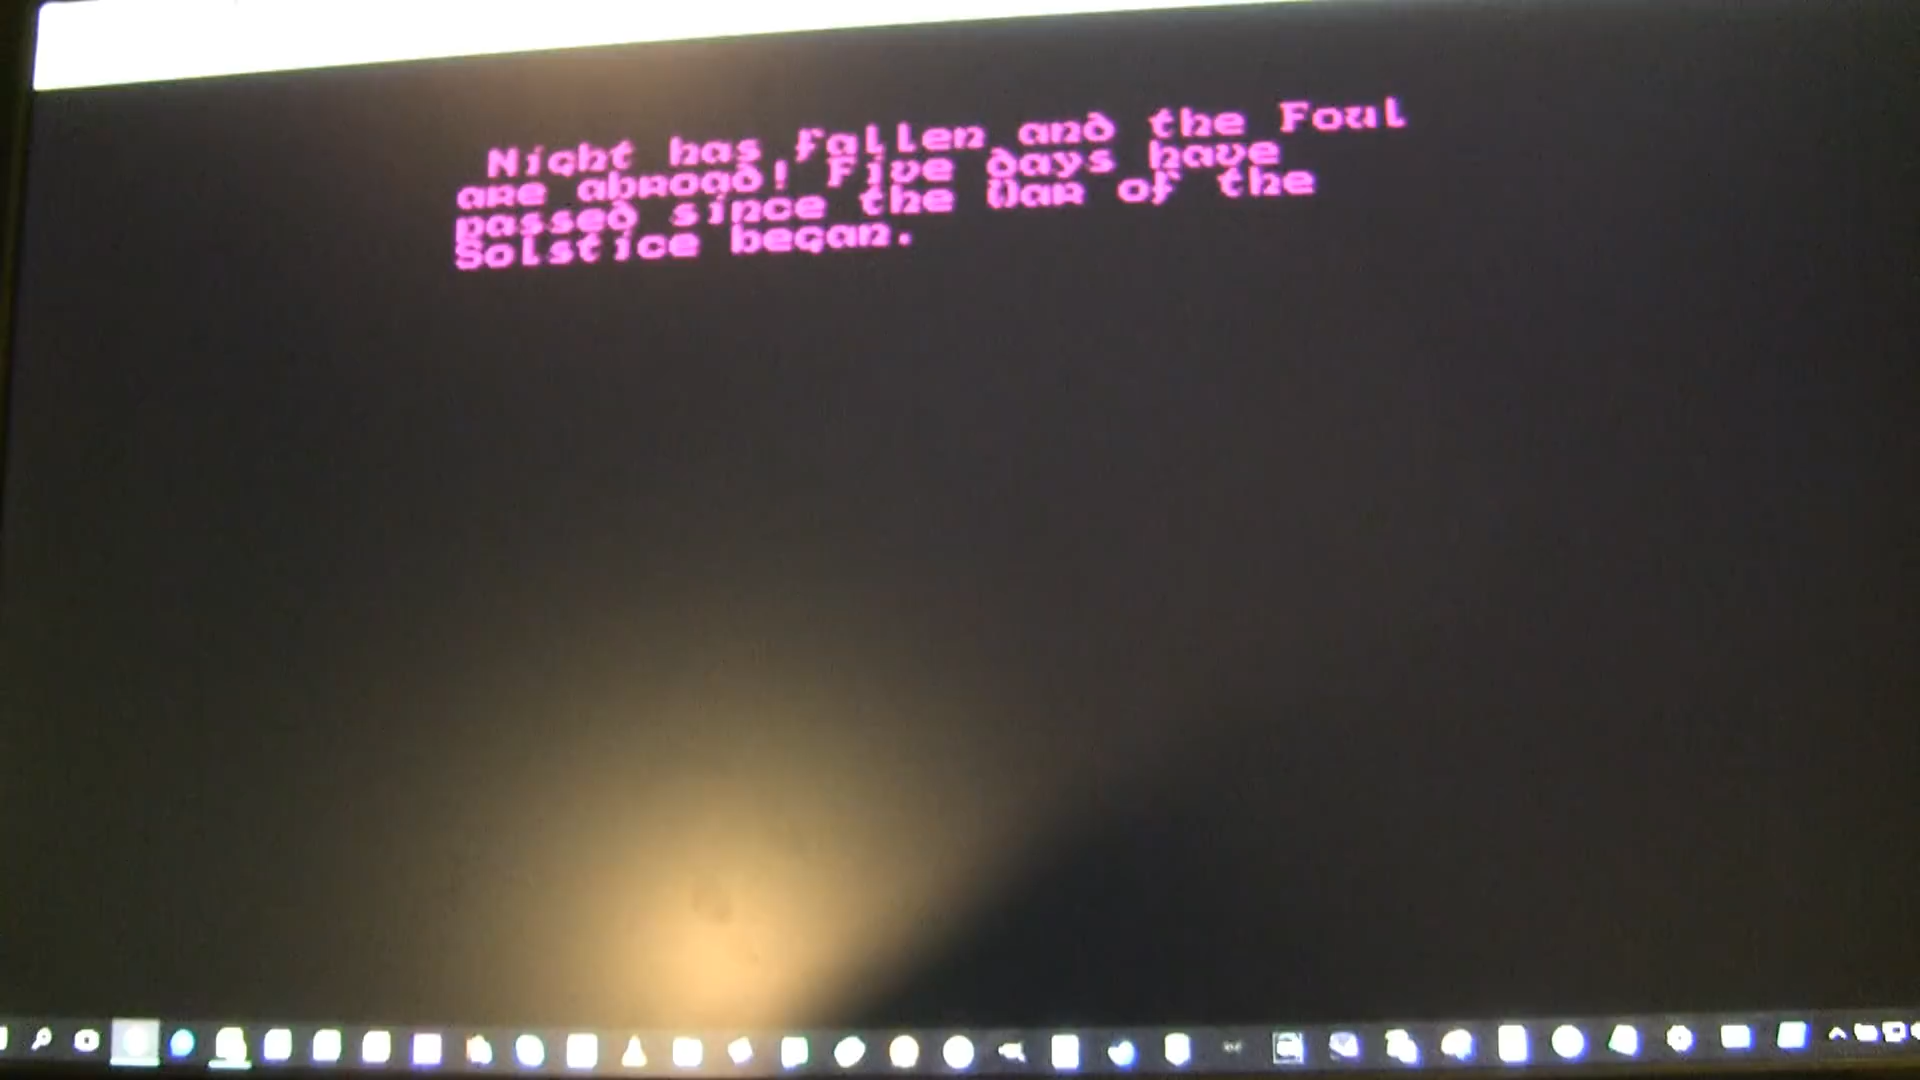 Night has fallen and the Foul
are abroad! Five days have
passed since the War of the
Solstice began.